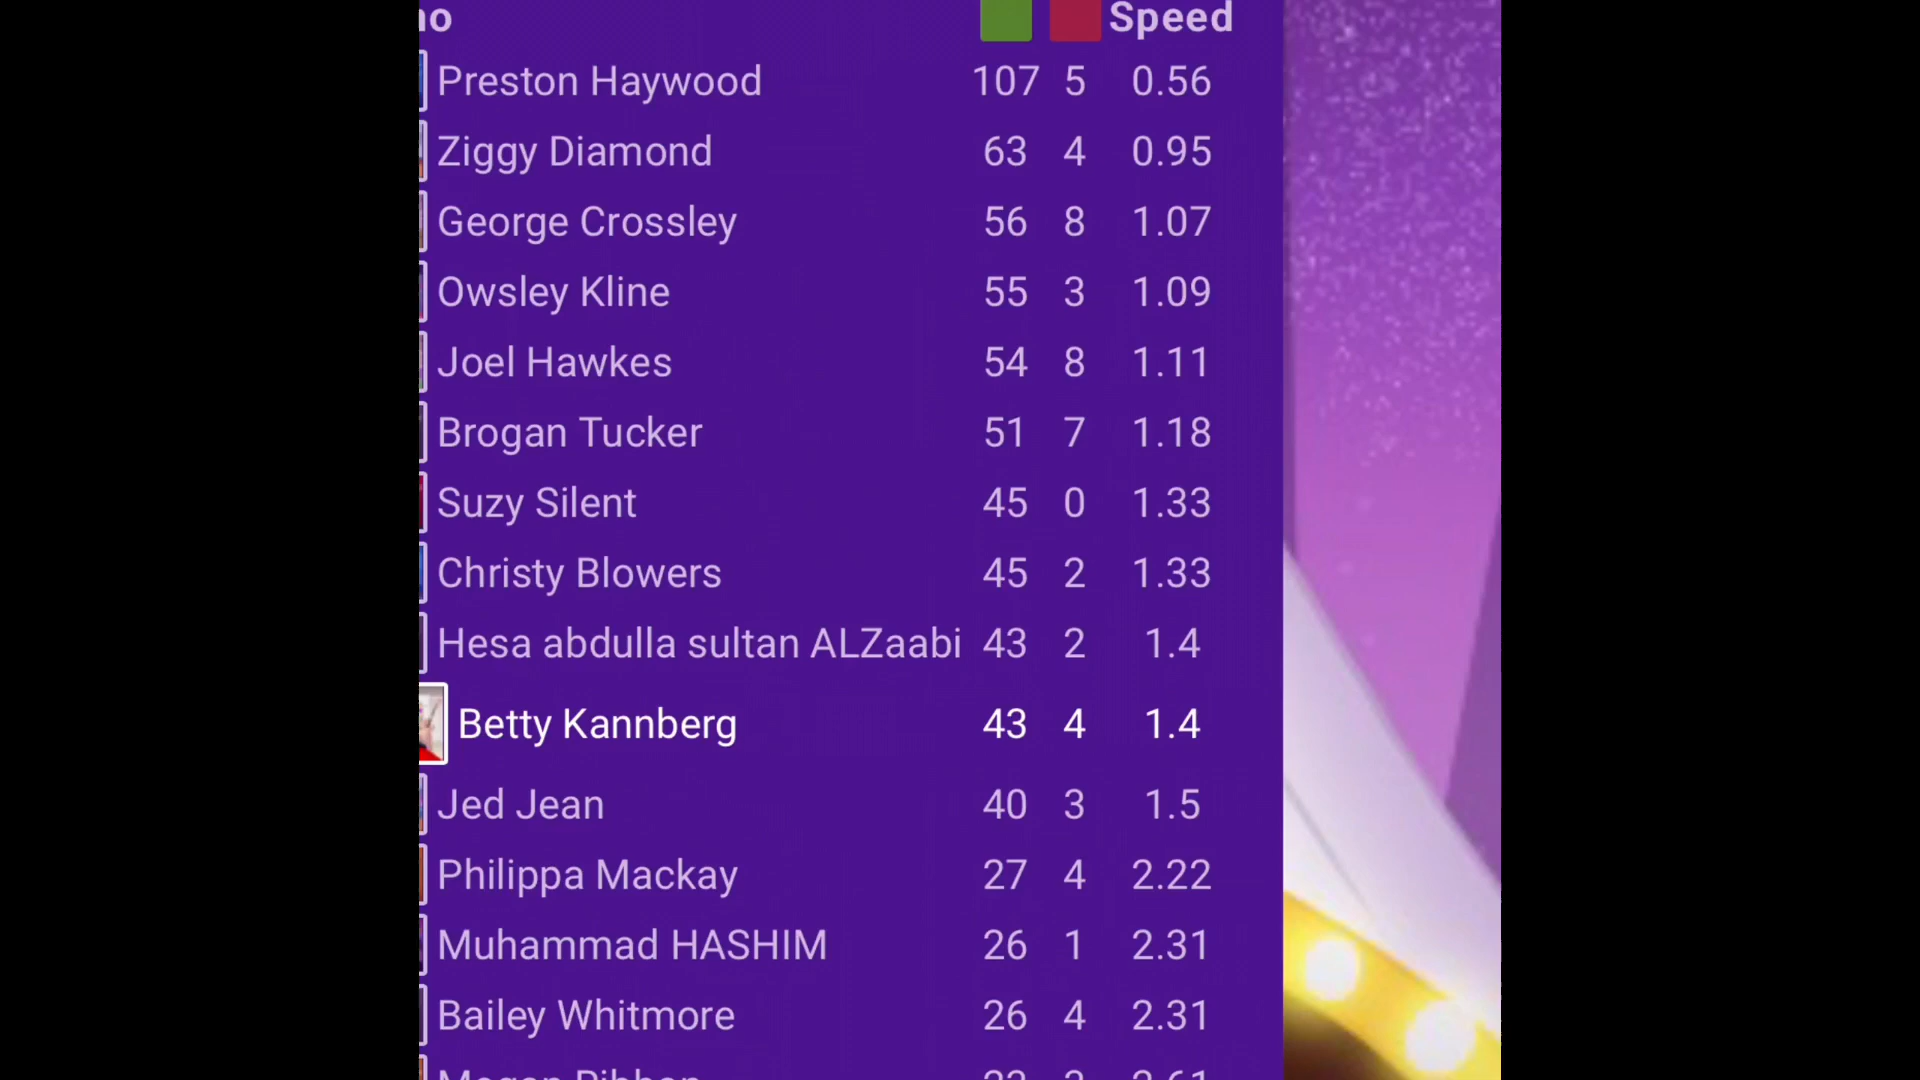 Speed
Preston Haywood 107 5 0.56
Ziggy Diamond 63 4 0.95
George Crossley 56 8 1.07
Owsley Kline 55 3 1.09
Joel Hawkes 54 8 1.11
Brogan Tucker 51 7 1.18
Suzy Silent 45 0 1.33
Christy Blowers 45 2 1.33
Hesa abdulla sultan ALZaabi 43 2 1.4
Betty Kannberg 43 4 1.4
Jed Jean 40 3 1.5
Philippa Mackay 27 4 2.22
Muhammad HASHIM 26 1 2.31
Bailey Whitmore 26 4 2.31